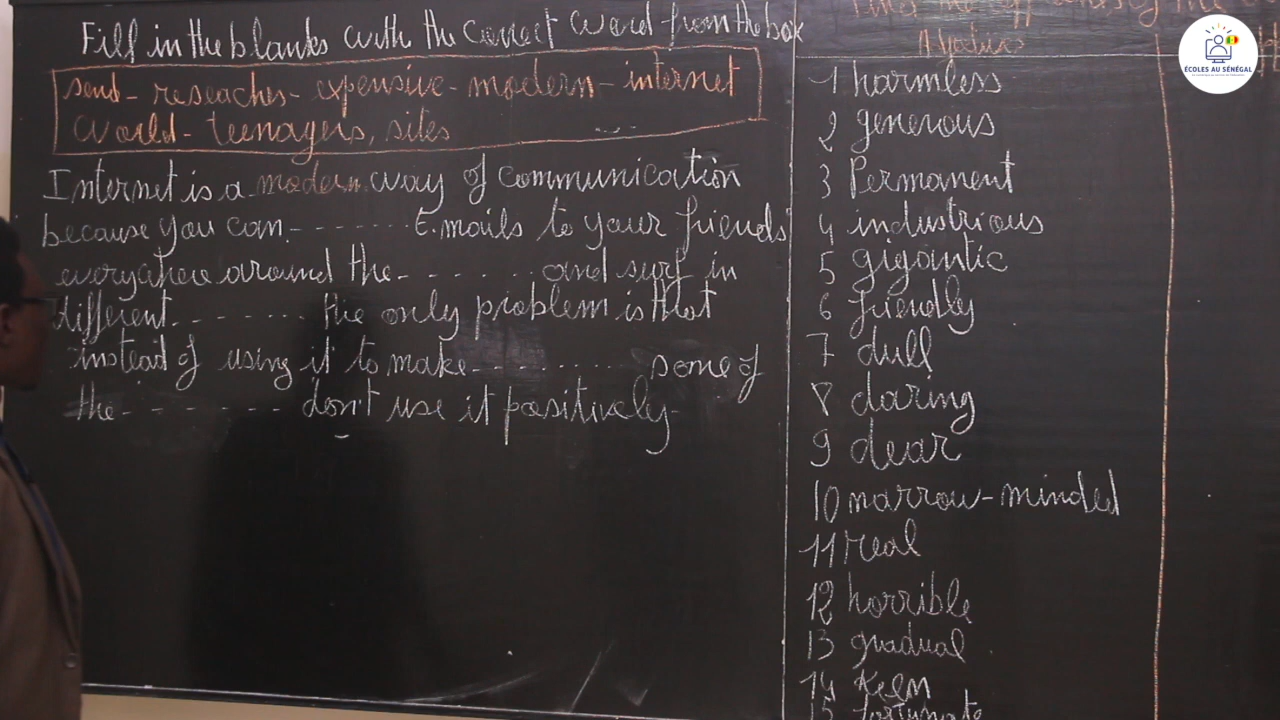 Fill in the blanks with the correct word from the box
send - reseaches - expensive - modern - internet
world - teenagers, sites
Internet is a modern way of communication
because you can ------- E.mails to your friends
everywhere around the ------ and surf in
different -------- the only problem is that
instead of using it to make --------- some of
the ------- don't use it positively-
1 harmless
2 generous
3 Permanent
4 industrious
5 gigantic
6 friendly
7 dull
8 daring
9 dear
10 narrow-minded
11 real
12 horrible
13 gradual
14 Keen
15 fortunate
ÉCOLES AU SÉNÉGAL